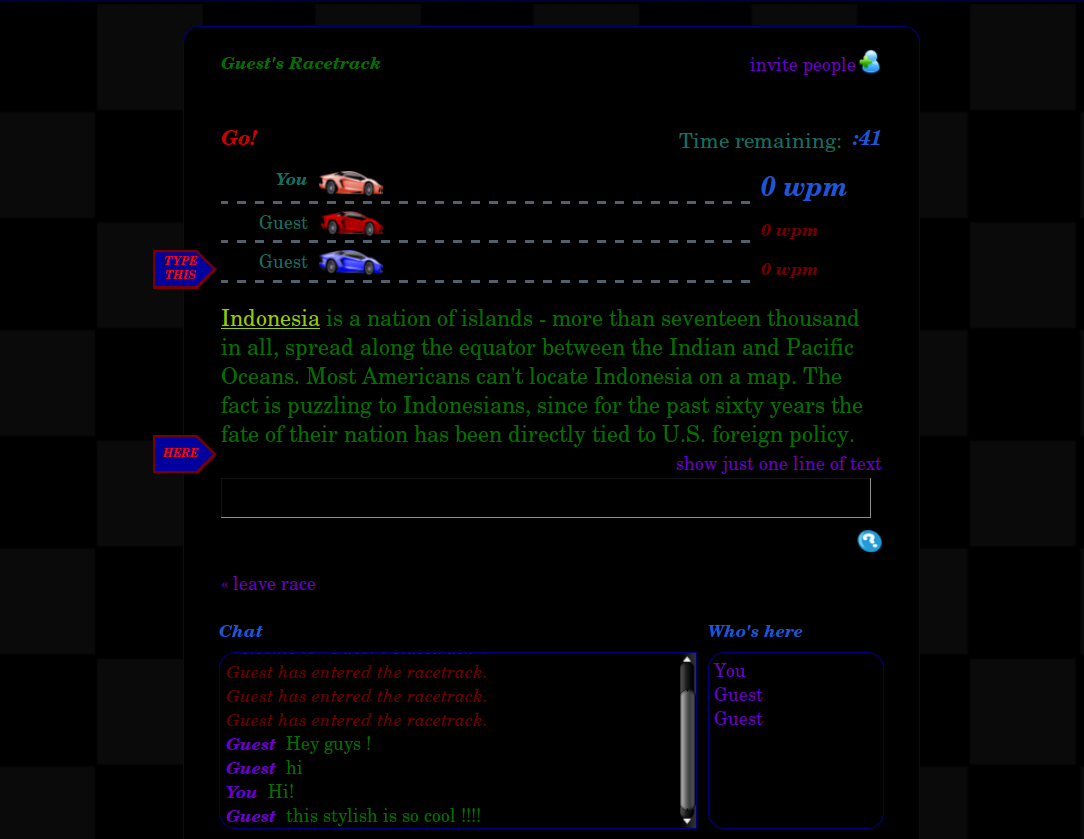 Guest's Racetrack
invite people
Go!
Time remaining: :41
You 0 wpm
Guest 0 wpm
Guest 0 wpm
TYPE
THIS
Indonesia is a nation of islands - more than seventeen thousand
in all, spread along the equator between the Indian and Pacific
Oceans. Most Americans can't locate Indonesia on a map. The
fact is puzzling to Indonesians, since for the past sixty years the
fate of their nation has been directly tied to U.S. foreign policy.
HERE
show just one line of text
?
« leave race
Chat
Guest has entered the racetrack.
Guest has entered the racetrack.
Guest has entered the racetrack.
Guest Hey guys !
Guest hi
You Hi!
Guest this stylish is so cool !!!!
Who's here
You
Guest
Guest